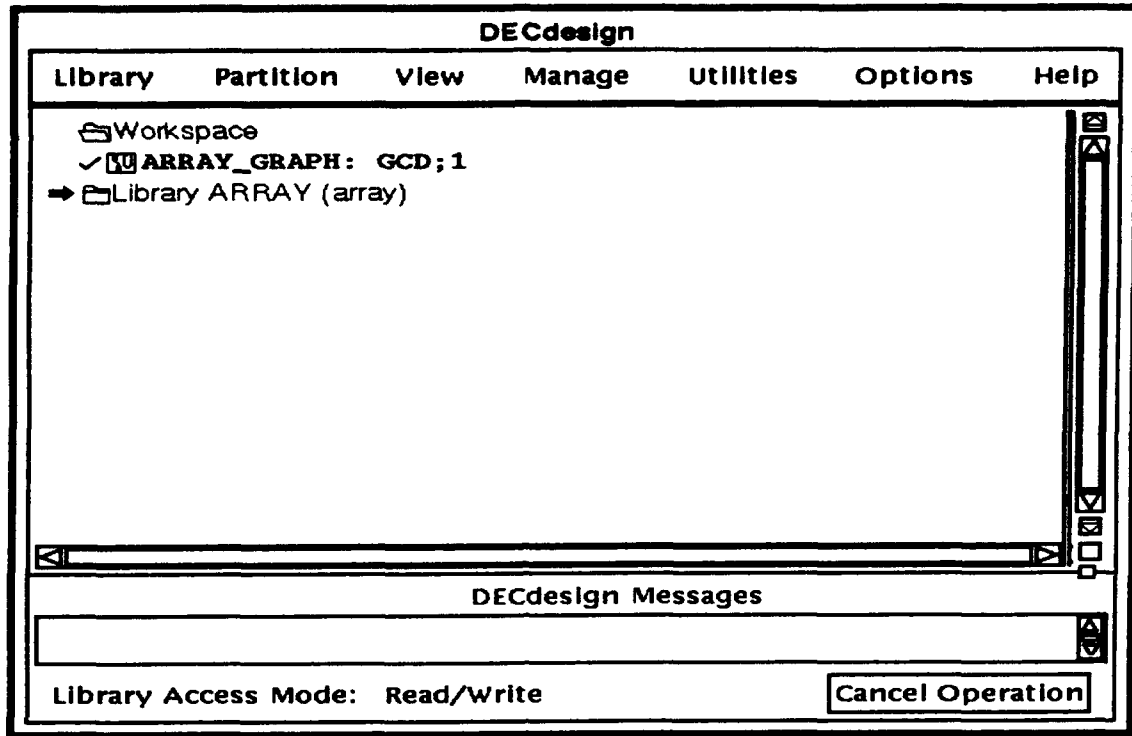 DECdesign
Library Partition View Manage Utilities Options Help
Workspace
ARRAY_GRAPH: GCD;1
Library ARRAY (array)
DECdesign Messages
Library Access Mode: Read/Write Cancel Operation